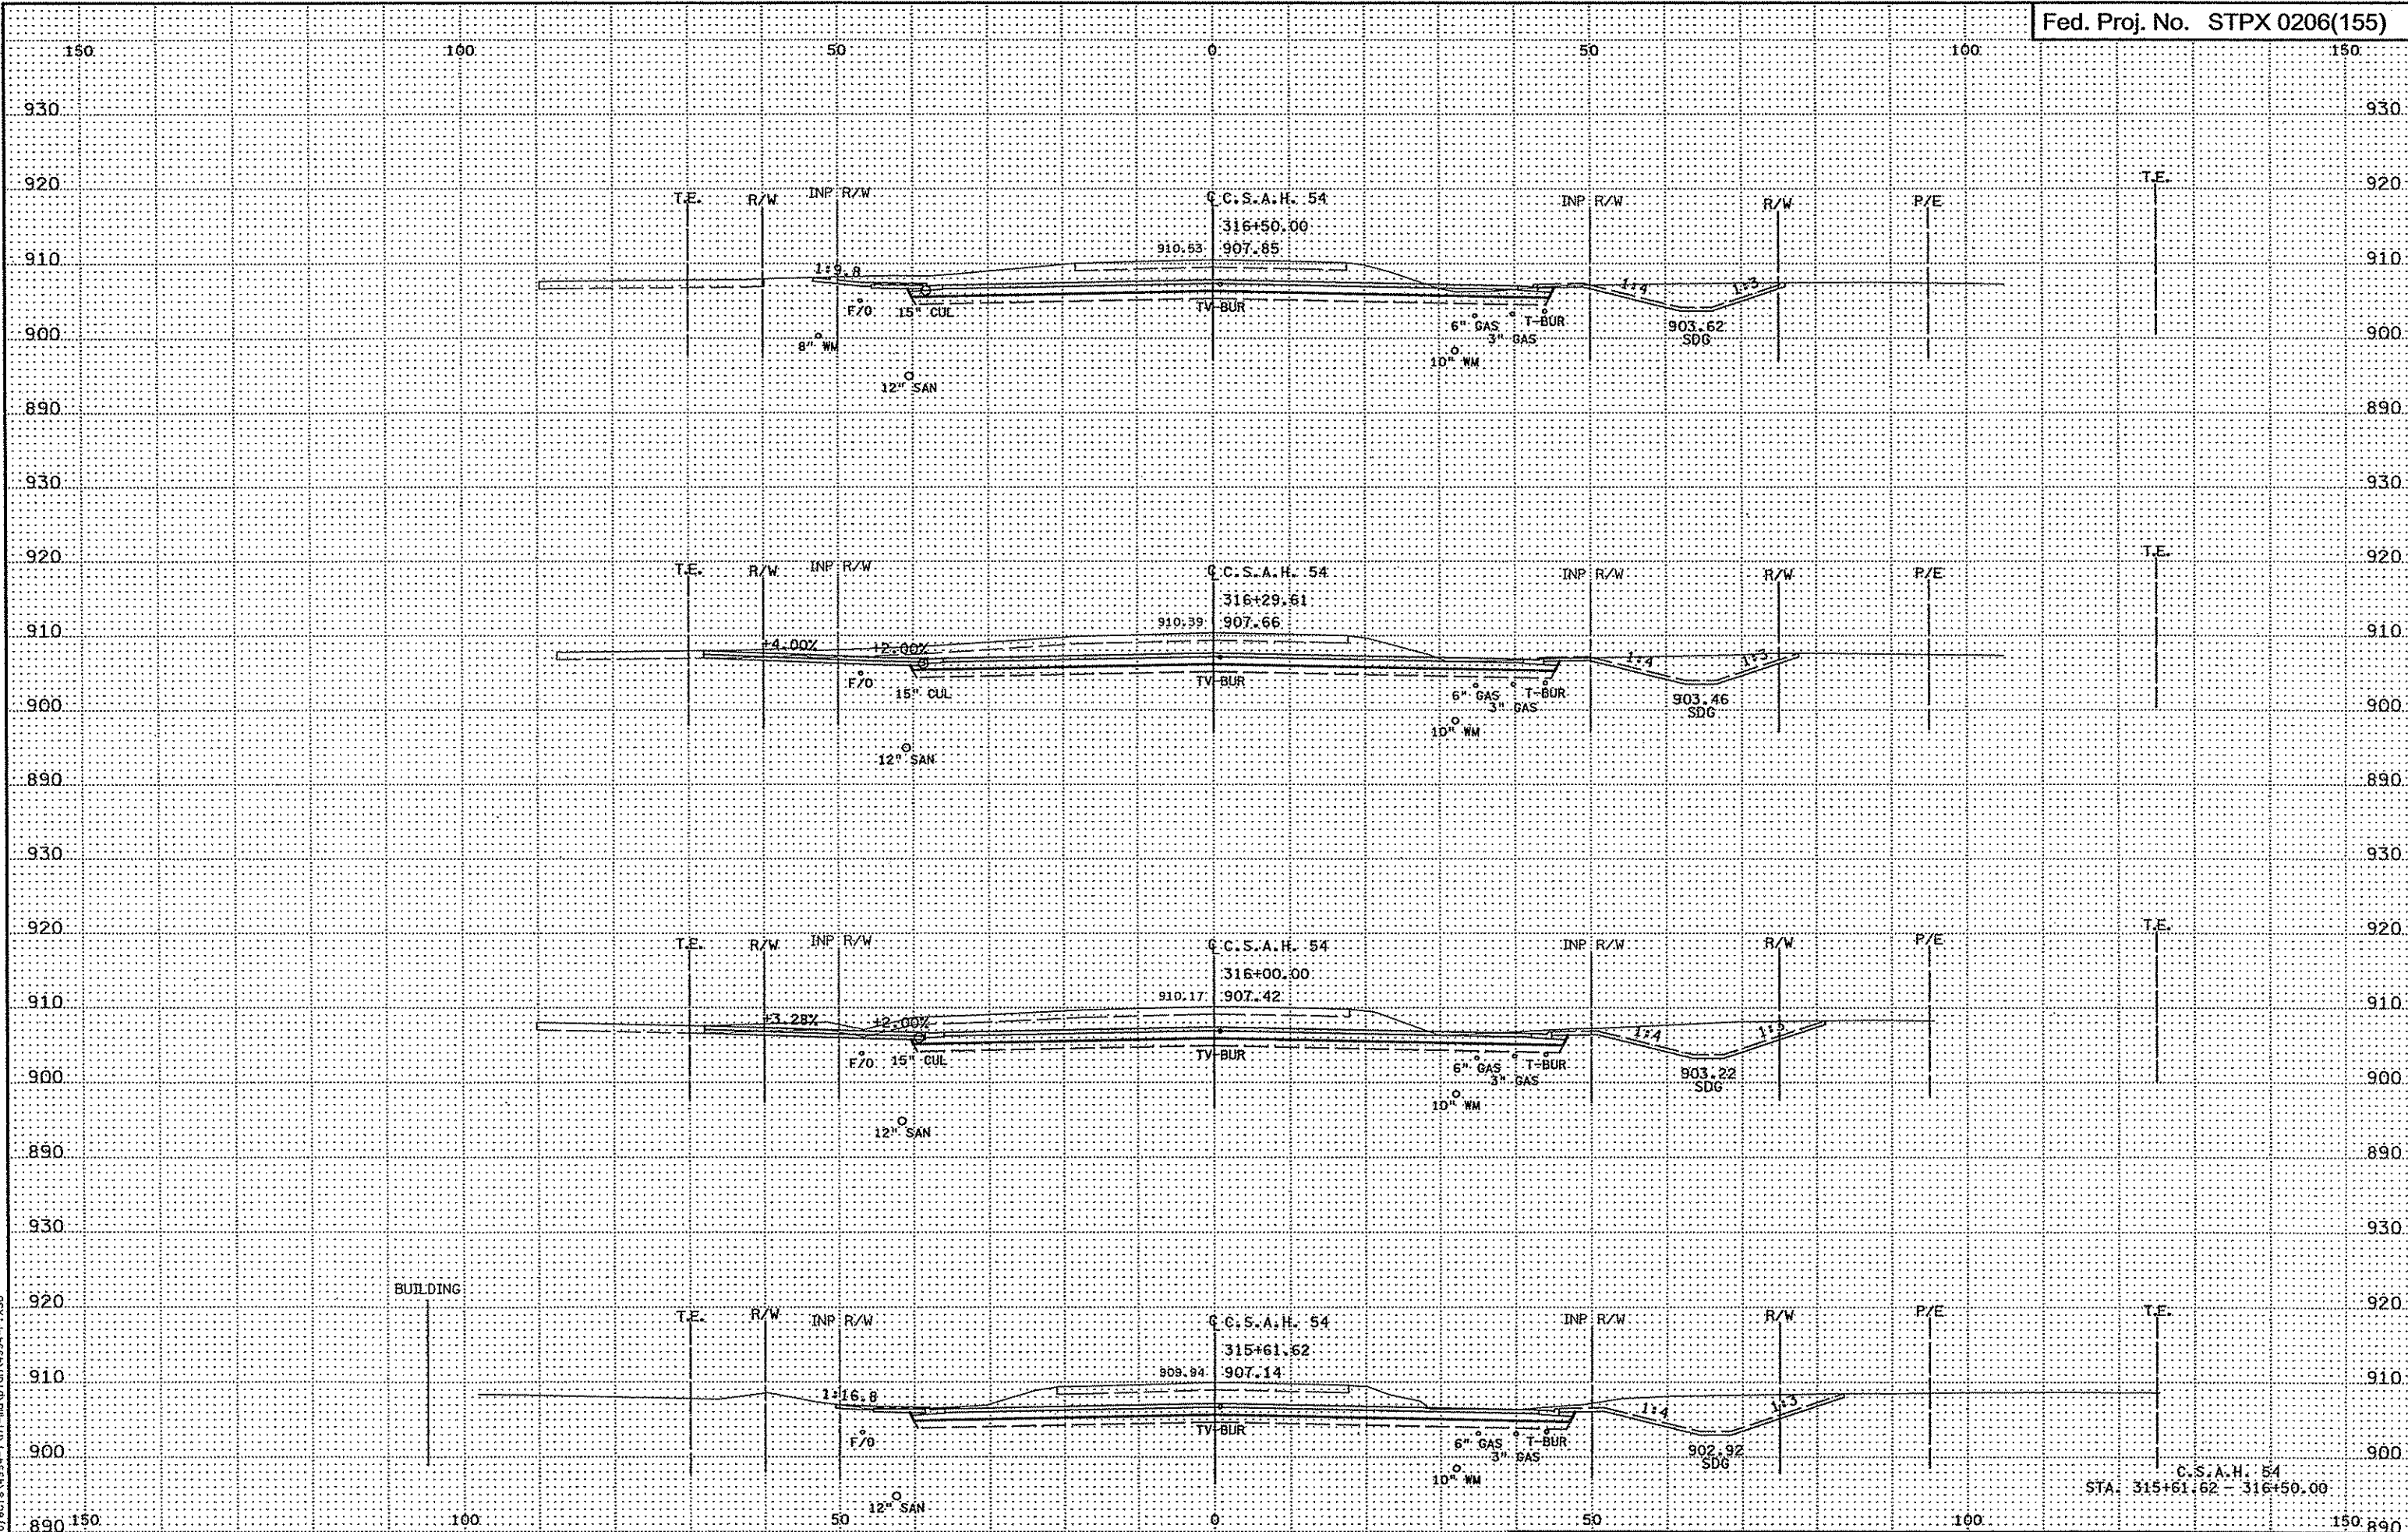 Fed. Proj. No. STPX 0206(155)
150 100 50 0 50 100 150
930 930
920 920
T.E. R/W INP R/W ℄ C.S.A.H. 54 INP R/W R/W P/E T.E.
316+50.00
910.53 907.85
910 910
1:9.8 1:4 1:3
F/O 15" CUL TV-BUR 6" GAS T-BUR 903.62
8" WM 3" GAS SDG
900 900
10" WM
12" SAN
890 890
930 930
920 920
T.E. R/W INP R/W ℄ C.S.A.H. 54 INP R/W R/W P/E T.E.
316+29.61
910.39 907.66
910 910
+4.00% +2.00% 1:4 1:3
F/O 15" CUL TV-BUR 6" GAS T-BUR 903.46
3" GAS SDG
900 900
10" WM
12" SAN
890 890
930 930
920 920
T.E. R/W INP R/W ℄ C.S.A.H. 54 INP R/W R/W P/E T.E.
316+00.00
910.17 907.42
910 910
+3.28% +2.00% 1:4 1:3
F/O 15" CUL TV-BUR 6" GAS T-BUR 903.22
3" GAS SDG
900 900
10" WM
12" SAN
890 890
930 930
BUILDING
920 920
T.E. R/W INP R/W ℄ C.S.A.H. 54 INP R/W R/W P/E T.E.
315+61.62
909.94 907.14
910 910
1:16.8 1:4 1:3
F/O TV-BUR 6" GAS T-BUR 902.92
3" GAS SDG
900 900
10" WM
12" SAN
C.S.A.H. 54
STA. 315+61.62 - 316+50.00
890 150 100 50 0 50 100 150 890